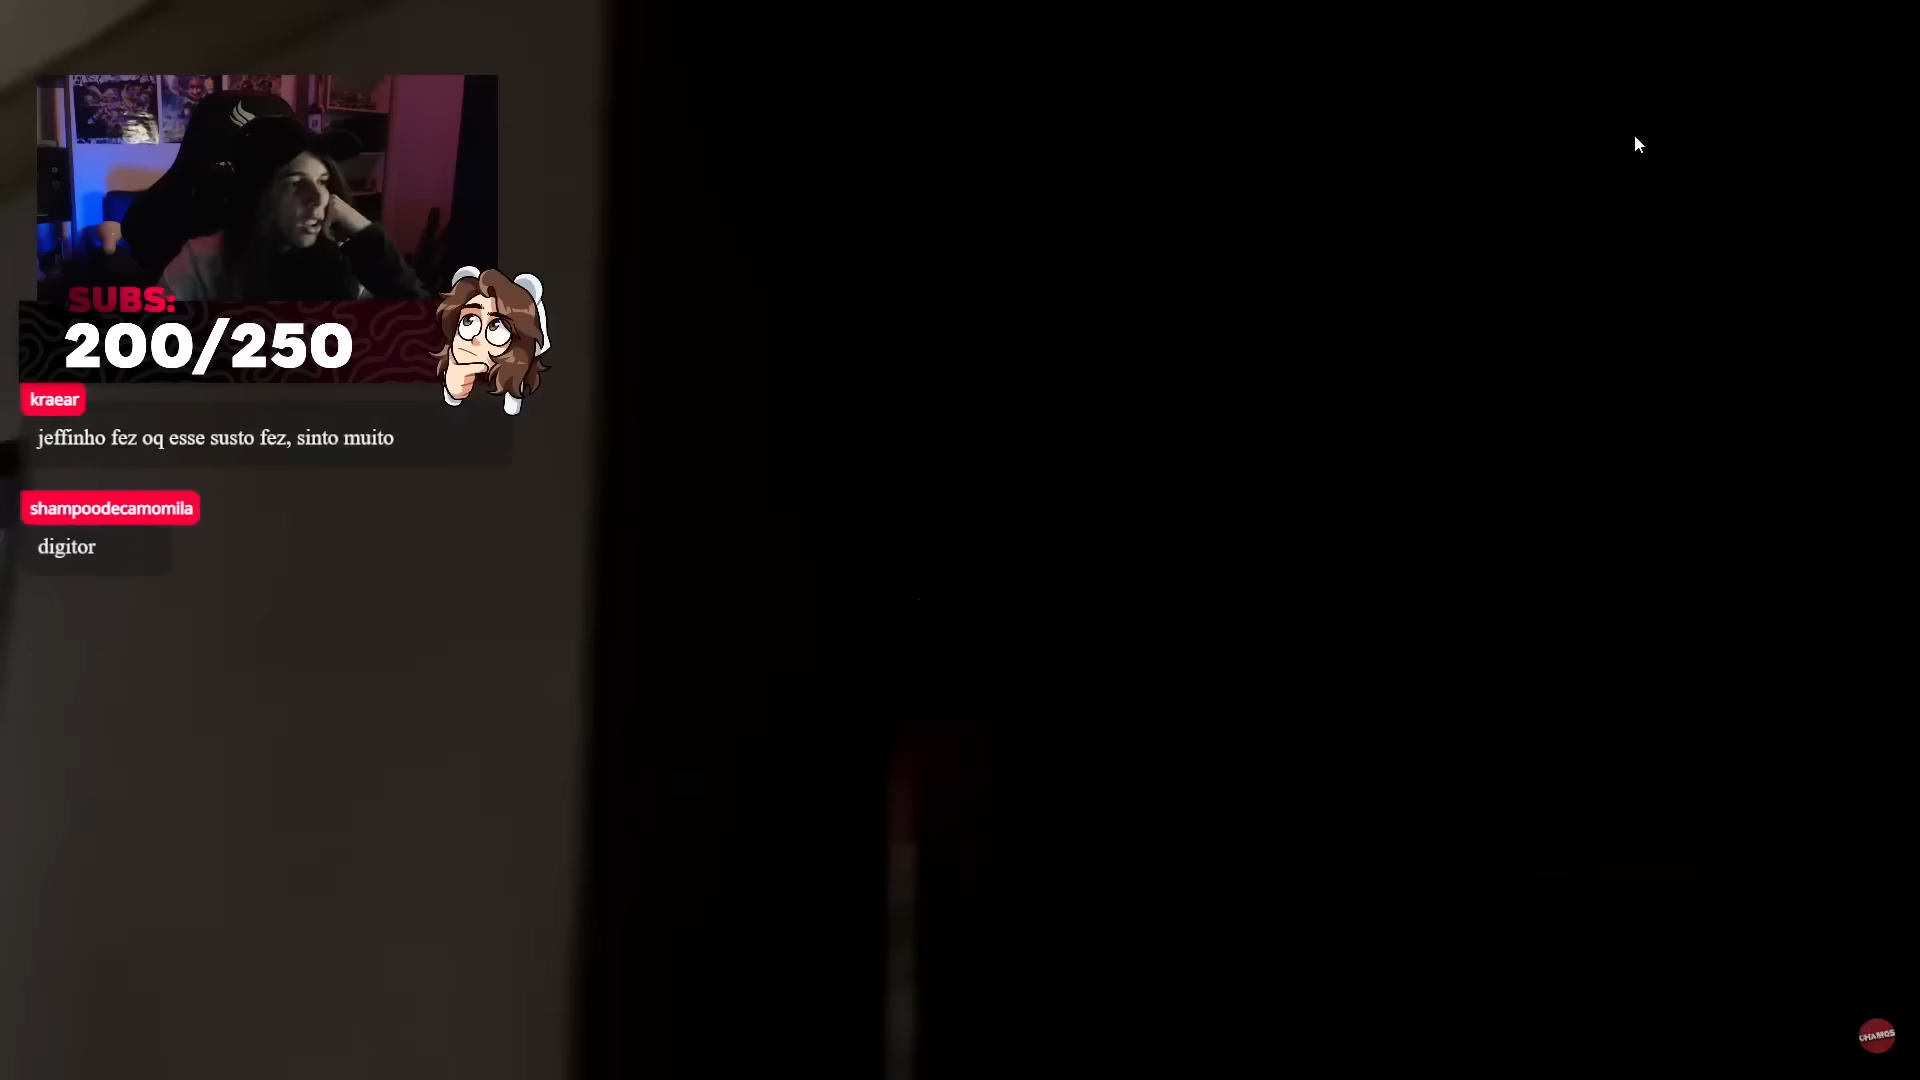 SUBS:
200/250
kraear
jeffinho fez oq esse susto fez, sinto muito
shampoodecamomila
digitor
CHAMOS